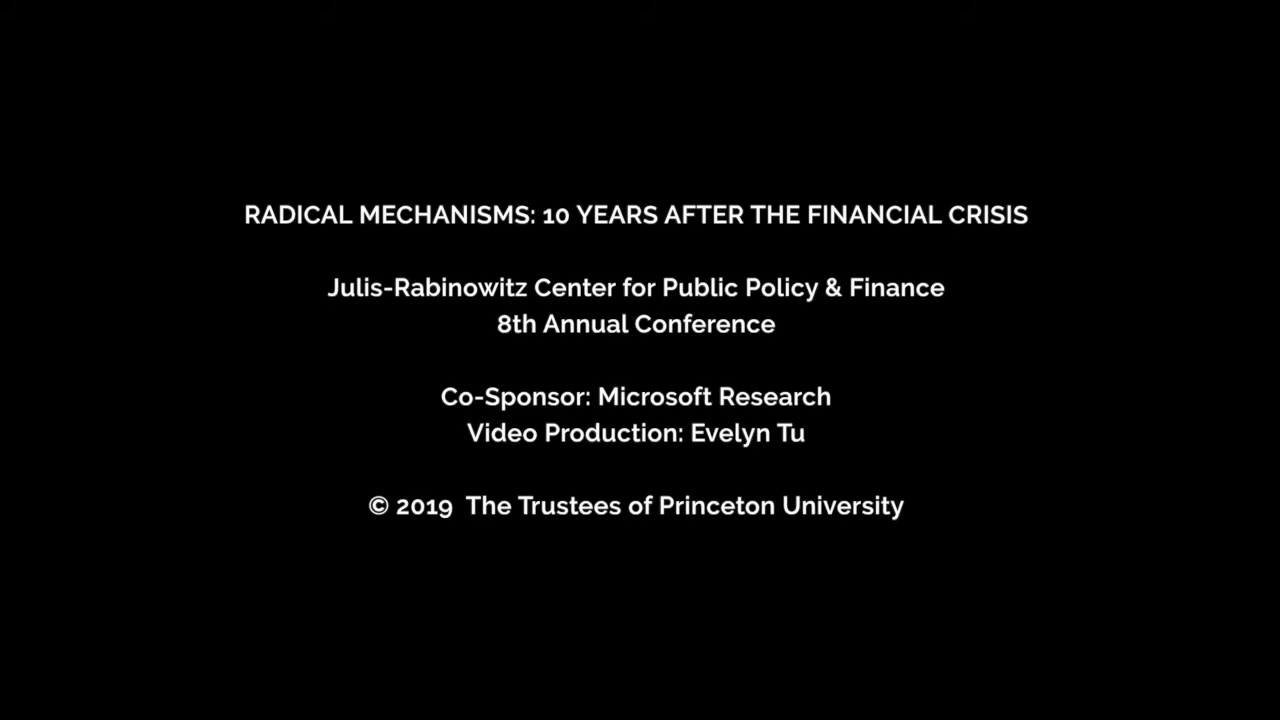 RADICAL MECHANISMS: 10 YEARS AFTER THE FINANCIAL CRISIS
Julis-Rabinowitz Center for Public Policy & Finance
8th Annual Conference
Co-Sponsor: Microsoft Research
Video Production: Evelyn Tu
© 2019 The Trustees of Princeton University